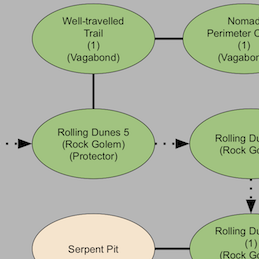 Well-travelled
Trail
(1)
(Vagabond)
Nomad
Perimeter
(1)
(Vagabon
Rolling Dunes 5
(Rock Golem)
(Protector)
Rolling Du
(Rock Go
Serpent Pit
Rolling Du
(1)
(Rock Go